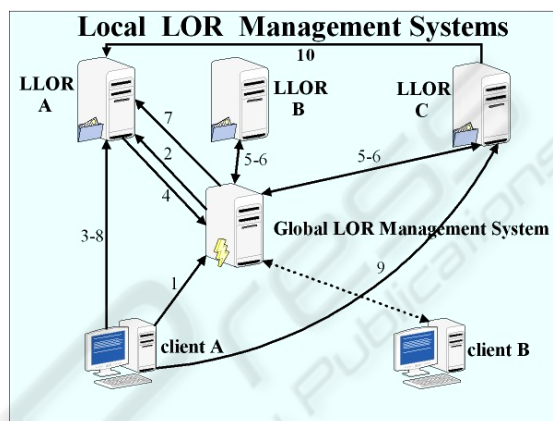 Local LOR Management Systems
10
LLOR
A
LLOR
B
LLOR
C
7
2
4
5-6
5-6
Global LOR Management System
3-8
1
9
client A
client B